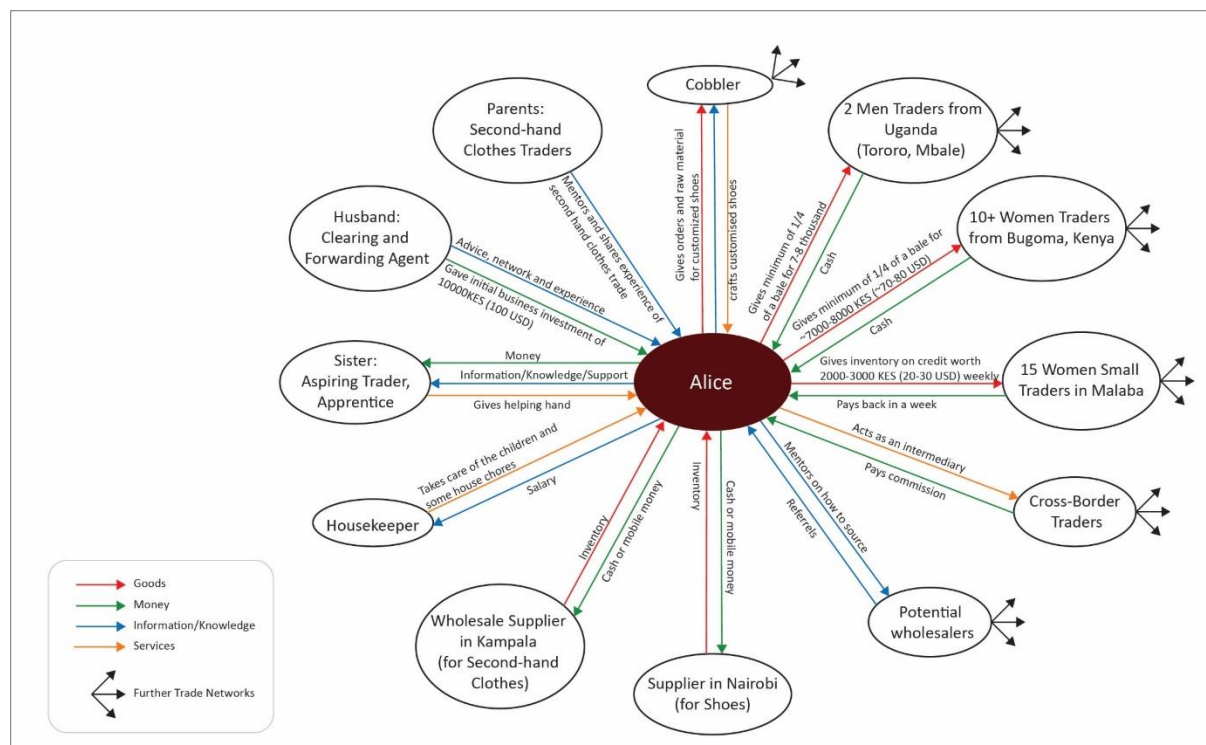 Cobbler
Parents:
Second-hand
Clothes Traders
2 Men Traders from
Uganda
(Tororo, Mbale)
Husband:
Clearing and
Forwarding Agent
10+ Women Traders
from Bugoma, Kenya
Sister:
Aspiring Trader,
Apprentice
Alice
15 Women Small
Traders in Malaba
Housekeeper
Cross-Border
Traders
Wholesale Supplier
in Kampala
(for Second-hand
Clothes)
Supplier in Nairobi
(for Shoes)
Potential
wholesalers
Gives orders and raw material
for customized shoes
crafts customised shoes
Mentors and shares experience of
second hand clothes trade
Advice, network and experience
Gave initial business investment of
10000KES (100 USD)
Money
Information/Knowledge/Support
Gives helping hand
Takes care of the children and
some house chores
Salary
Inventory
Cash or mobile money
Inventory
Cash or mobile money
Mentors on how to source
Referrels
Acts as an intermediary
Pays commission
Gives inventory on credit worth
2000-3000 KES (20-30 USD) weekly
Pays back in a week
Gives minimum of 1/4 of a bale for
~7000-8000 KES (~70-80 USD)
Cash
Gives minimum of 1/4
of a bale for 7-8 thousand
Cash
Goods
Money
Information/Knowledge
Services
Further Trade Networks